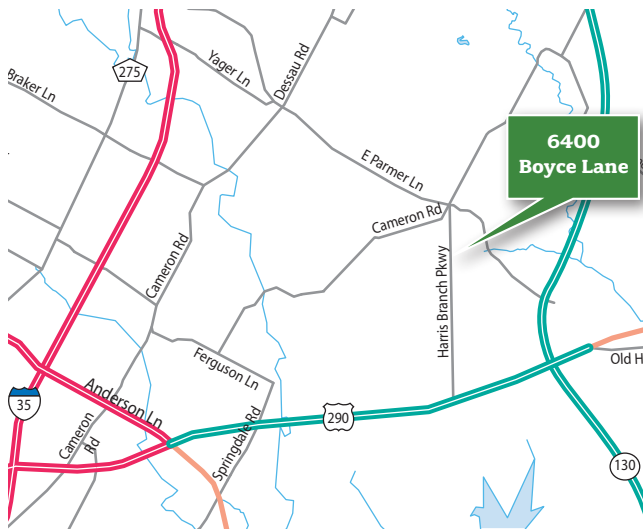 275
Yager Ln
Dessau Rd
Braker Ln
6400
Boyce Lane
E Parmer Ln
Cameron Rd
Cameron Rd
Harris Branch Pkwy
Ferguson Ln
Old H
35
Anderson Ln
Cameron
Rd
Springdale Rd
290
130